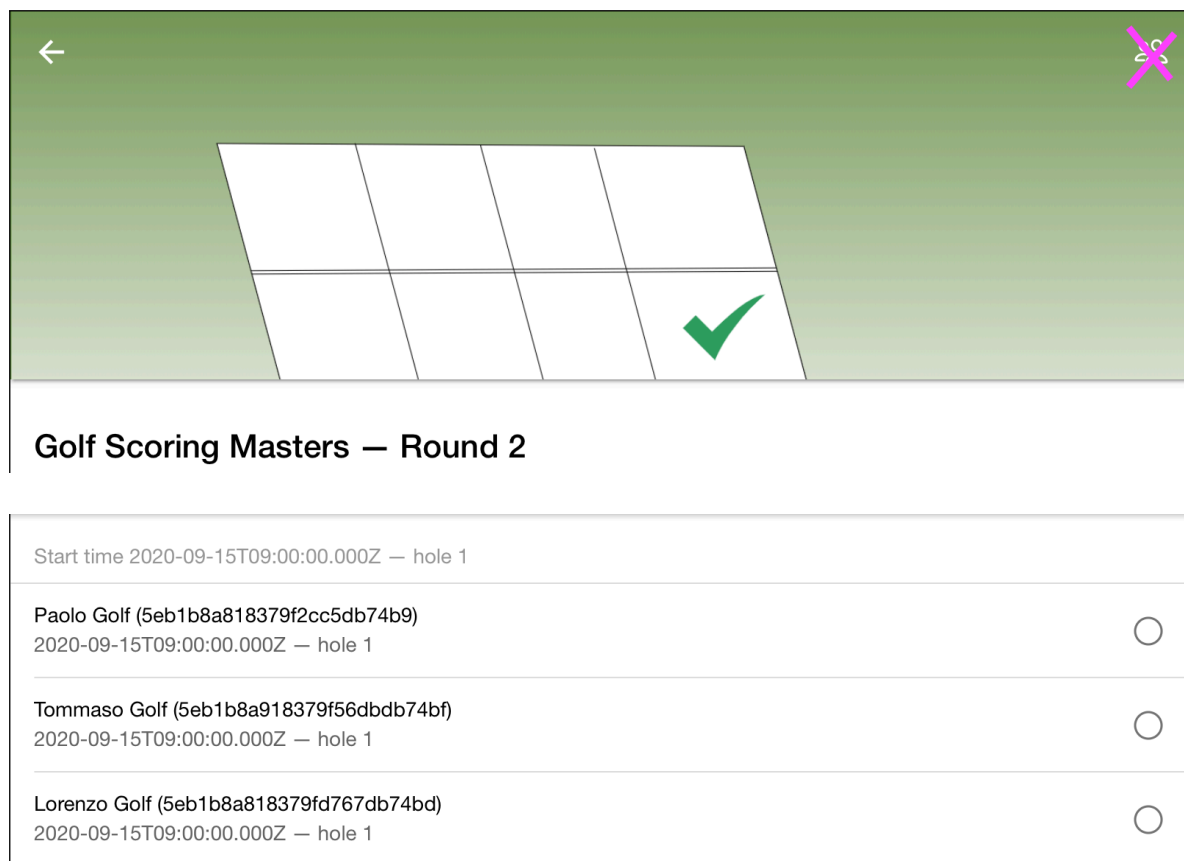 Golf Scoring Masters — Round 2
Start time 2020-09-15T09:00:00.000Z — hole 1
Paolo Golf (5eb1b8a818379f2cc5db74b9)
2020-09-15T09:00:00.000Z — hole 1
Tommaso Golf (5eb1b8a918379f56dbdb74bf)
2020-09-15T09:00:00.000Z — hole 1
Lorenzo Golf (5eb1b8a818379fd767db74bd)
2020-09-15T09:00:00.000Z — hole 1